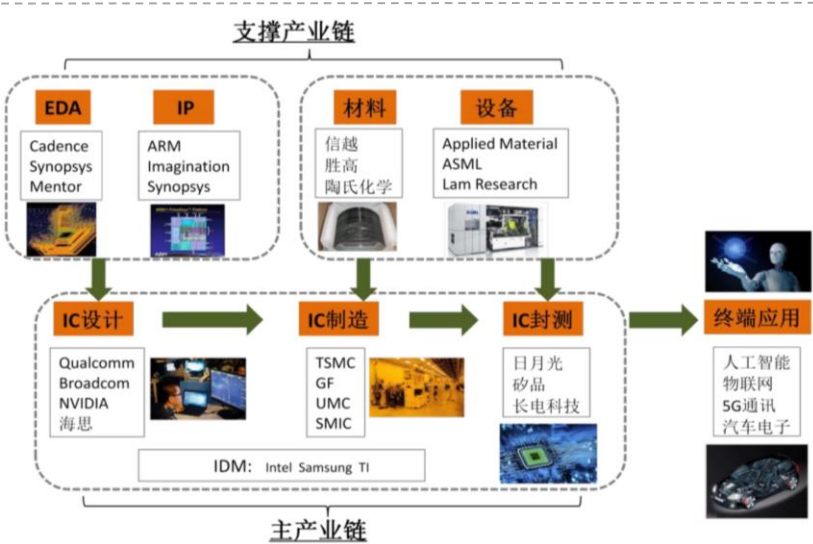 支撑产业链
EDA
IP
材料
设备
Cadence
Synopsys
Mentor
ARM
Imagination
Synopsys
信越
胜高
陶氏化学
Applied Material
ASML
Lam Research
IC设计
IC制造
IC封测
终端应用
Qualcomm
Broadcom
NVIDIA
海思
TSMC
GF
UMC
SMIC
日月光
矽品
长电科技
人工智能
物联网
5G通讯
汽车电子
IDM: Intel Samsung TI
主产业链